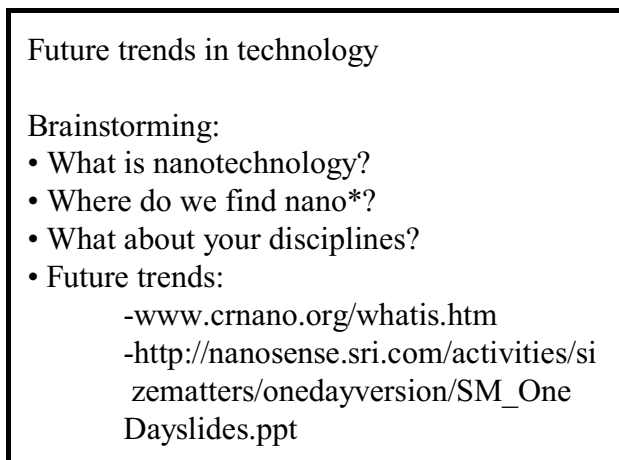 Future trends in technology
Brainstorming:
• What is nanotechnology?
• Where do we find nano*?
• What about your disciplines?
• Future trends:
-www.crnano.org/whatis.htm
-http://nanosense.sri.com/activities/si
zematters/onedayversion/SM_One
Dayslides.ppt